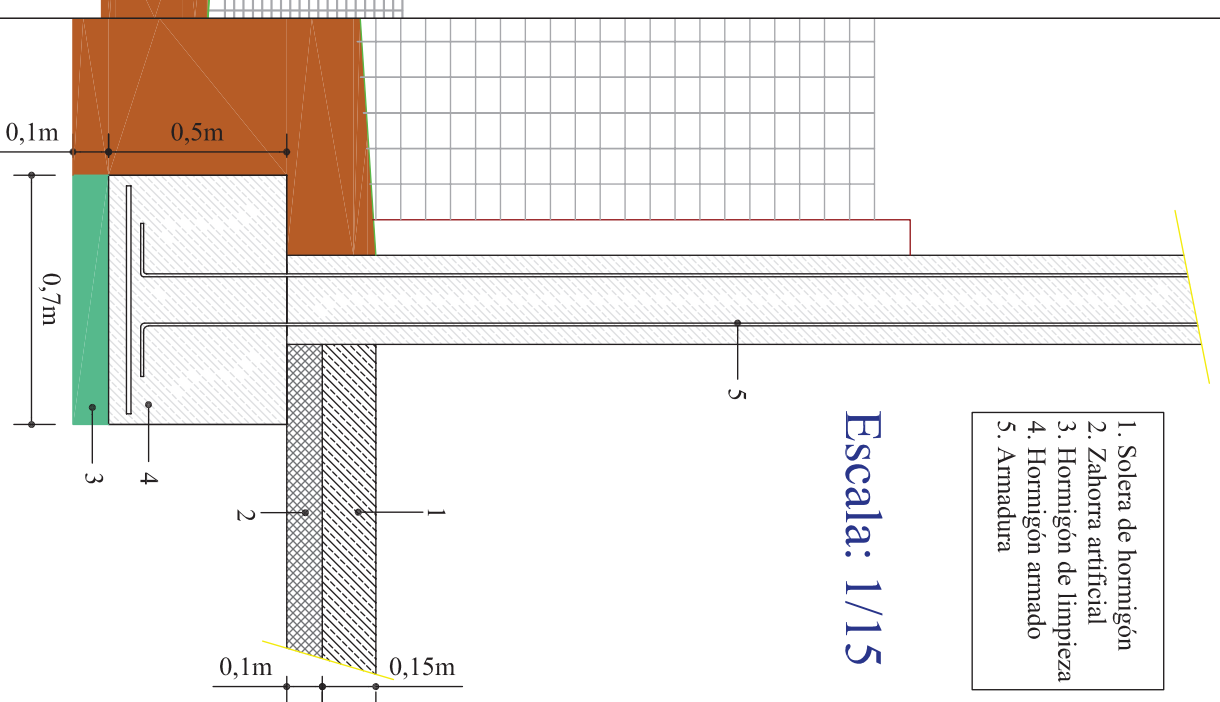 0,1m
0,5m
0,7m
3
4
2
1
5
0,1m
0,15m
Escala: 1/15
1. Solera de hormigón
2. Zahorra artificial
3. Hormigón de limpieza
4. Hormigón armado
5. Armadura